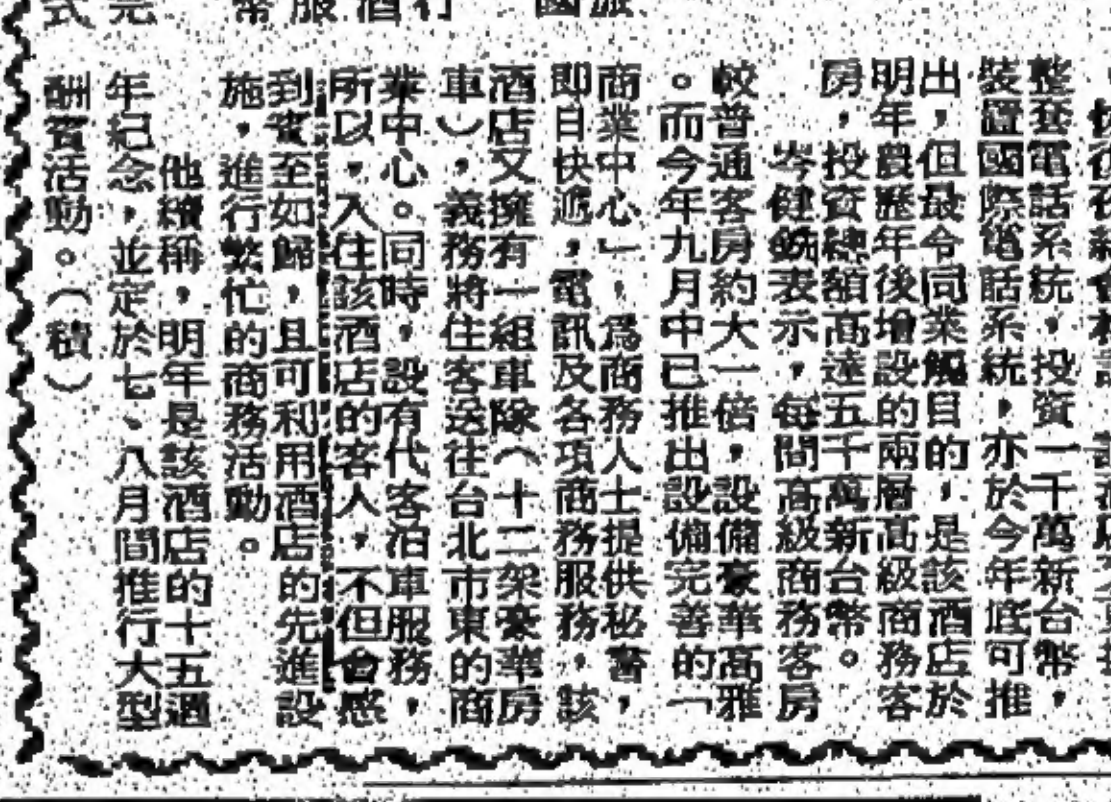 整套電話系統，投資一千萬新台幣，
裝置國際電話系統，亦於今年底可推
出，但最令同業觸目的，是該酒店於
明年農歷年後增設的兩層高級商務客
房，投資總額高達五千萬新台幣。
岑健銚表示，每間高級商務客房
較普通客房約大一倍，設備豪華高雅
。而今年九月中已推出設備完善的「
商業中心」，爲商務人士提供秘書，
即日快遞，電訊及各項商務服務，該
酒店又擁有一組車隊（十二架豪華房
車），義務將住客送往台北市東的商
業中心。同時，設有代客泊車服務，
所以，入住該酒店的客人，不但會感
到賓至如歸，且可利用酒店的先進設
施，進行繁忙的商務活動。
他續稱，明年是該酒店的十五週
年紀念，並定於七、八月間推行大型
酬賓活動。（積）